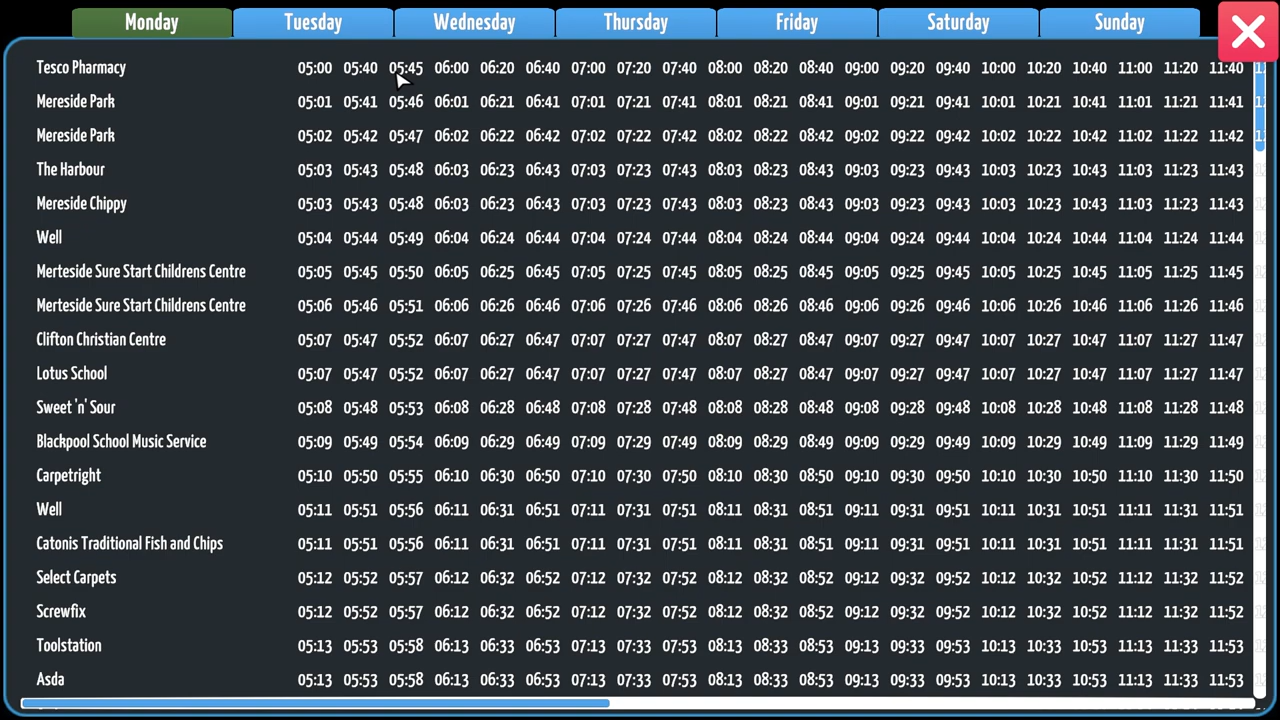 Monday Tuesday Wednesday Thursday Friday Saturday Sunday
Tesco Pharmacy 05:00 05:40 05:45 06:00 06:20 06:40 07:00 07:20 07:40 08:00 08:20 08:40 09:00 09:20 09:40 10:00 10:20 10:40 11:00 11:20 11:40
Mereside Park 05:01 05:41 05:46 06:01 06:21 06:41 07:01 07:21 07:41 08:01 08:21 08:41 09:01 09:21 09:41 10:01 10:21 10:41 11:01 11:21 11:41
Mereside Park 05:02 05:42 05:47 06:02 06:22 06:42 07:02 07:22 07:42 08:02 08:22 08:42 09:02 09:22 09:42 10:02 10:22 10:42 11:02 11:22 11:42
The Harbour 05:03 05:43 05:48 06:03 06:23 06:43 07:03 07:23 07:43 08:03 08:23 08:43 09:03 09:23 09:43 10:03 10:23 10:43 11:03 11:23 11:43
Mereside Chippy 05:03 05:43 05:48 06:03 06:23 06:43 07:03 07:23 07:43 08:03 08:23 08:43 09:03 09:23 09:43 10:03 10:23 10:43 11:03 11:23 11:43
Well 05:04 05:44 05:49 06:04 06:24 06:44 07:04 07:24 07:44 08:04 08:24 08:44 09:04 09:24 09:44 10:04 10:24 10:44 11:04 11:24 11:44
Merteside Sure Start Childrens Centre 05:05 05:45 05:50 06:05 06:25 06:45 07:05 07:25 07:45 08:05 08:25 08:45 09:05 09:25 09:45 10:05 10:25 10:45 11:05 11:25 11:45
Merteside Sure Start Childrens Centre 05:06 05:46 05:51 06:06 06:26 06:46 07:06 07:26 07:46 08:06 08:26 08:46 09:06 09:26 09:46 10:06 10:26 10:46 11:06 11:26 11:46
Clifton Christian Centre 05:07 05:47 05:52 06:07 06:27 06:47 07:07 07:27 07:47 08:07 08:27 08:47 09:07 09:27 09:47 10:07 10:27 10:47 11:07 11:27 11:47
Lotus School 05:07 05:47 05:52 06:07 06:27 06:47 07:07 07:27 07:47 08:07 08:27 08:47 09:07 09:27 09:47 10:07 10:27 10:47 11:07 11:27 11:47
Sweet 'n' Sour 05:08 05:48 05:53 06:08 06:28 06:48 07:08 07:28 07:48 08:08 08:28 08:48 09:08 09:28 09:48 10:08 10:28 10:48 11:08 11:28 11:48
Blackpool School Music Service 05:09 05:49 05:54 06:09 06:29 06:49 07:09 07:29 07:49 08:09 08:29 08:49 09:09 09:29 09:49 10:09 10:29 10:49 11:09 11:29 11:49
Carpetright 05:10 05:50 05:55 06:10 06:30 06:50 07:10 07:30 07:50 08:10 08:30 08:50 09:10 09:30 09:50 10:10 10:30 10:50 11:10 11:30 11:50
Well 05:11 05:51 05:56 06:11 06:31 06:51 07:11 07:31 07:51 08:11 08:31 08:51 09:11 09:31 09:51 10:11 10:31 10:51 11:11 11:31 11:51
Catonis Traditional Fish and Chips 05:11 05:51 05:56 06:11 06:31 06:51 07:11 07:31 07:51 08:11 08:31 08:51 09:11 09:31 09:51 10:11 10:31 10:51 11:11 11:31 11:51
Select Carpets 05:12 05:52 05:57 06:12 06:32 06:52 07:12 07:32 07:52 08:12 08:32 08:52 09:12 09:32 09:52 10:12 10:32 10:52 11:12 11:32 11:52
Screwfix 05:12 05:52 05:57 06:12 06:32 06:52 07:12 07:32 07:52 08:12 08:32 08:52 09:12 09:32 09:52 10:12 10:32 10:52 11:12 11:32 11:52
Toolstation 05:13 05:53 05:58 06:13 06:33 06:53 07:13 07:33 07:53 08:13 08:33 08:53 09:13 09:33 09:53 10:13 10:33 10:53 11:13 11:33 11:53
Asda 05:13 05:53 05:58 06:13 06:33 06:53 07:13 07:33 07:53 08:13 08:33 08:53 09:13 09:33 09:53 10:13 10:33 10:53 11:13 11:33 11:53